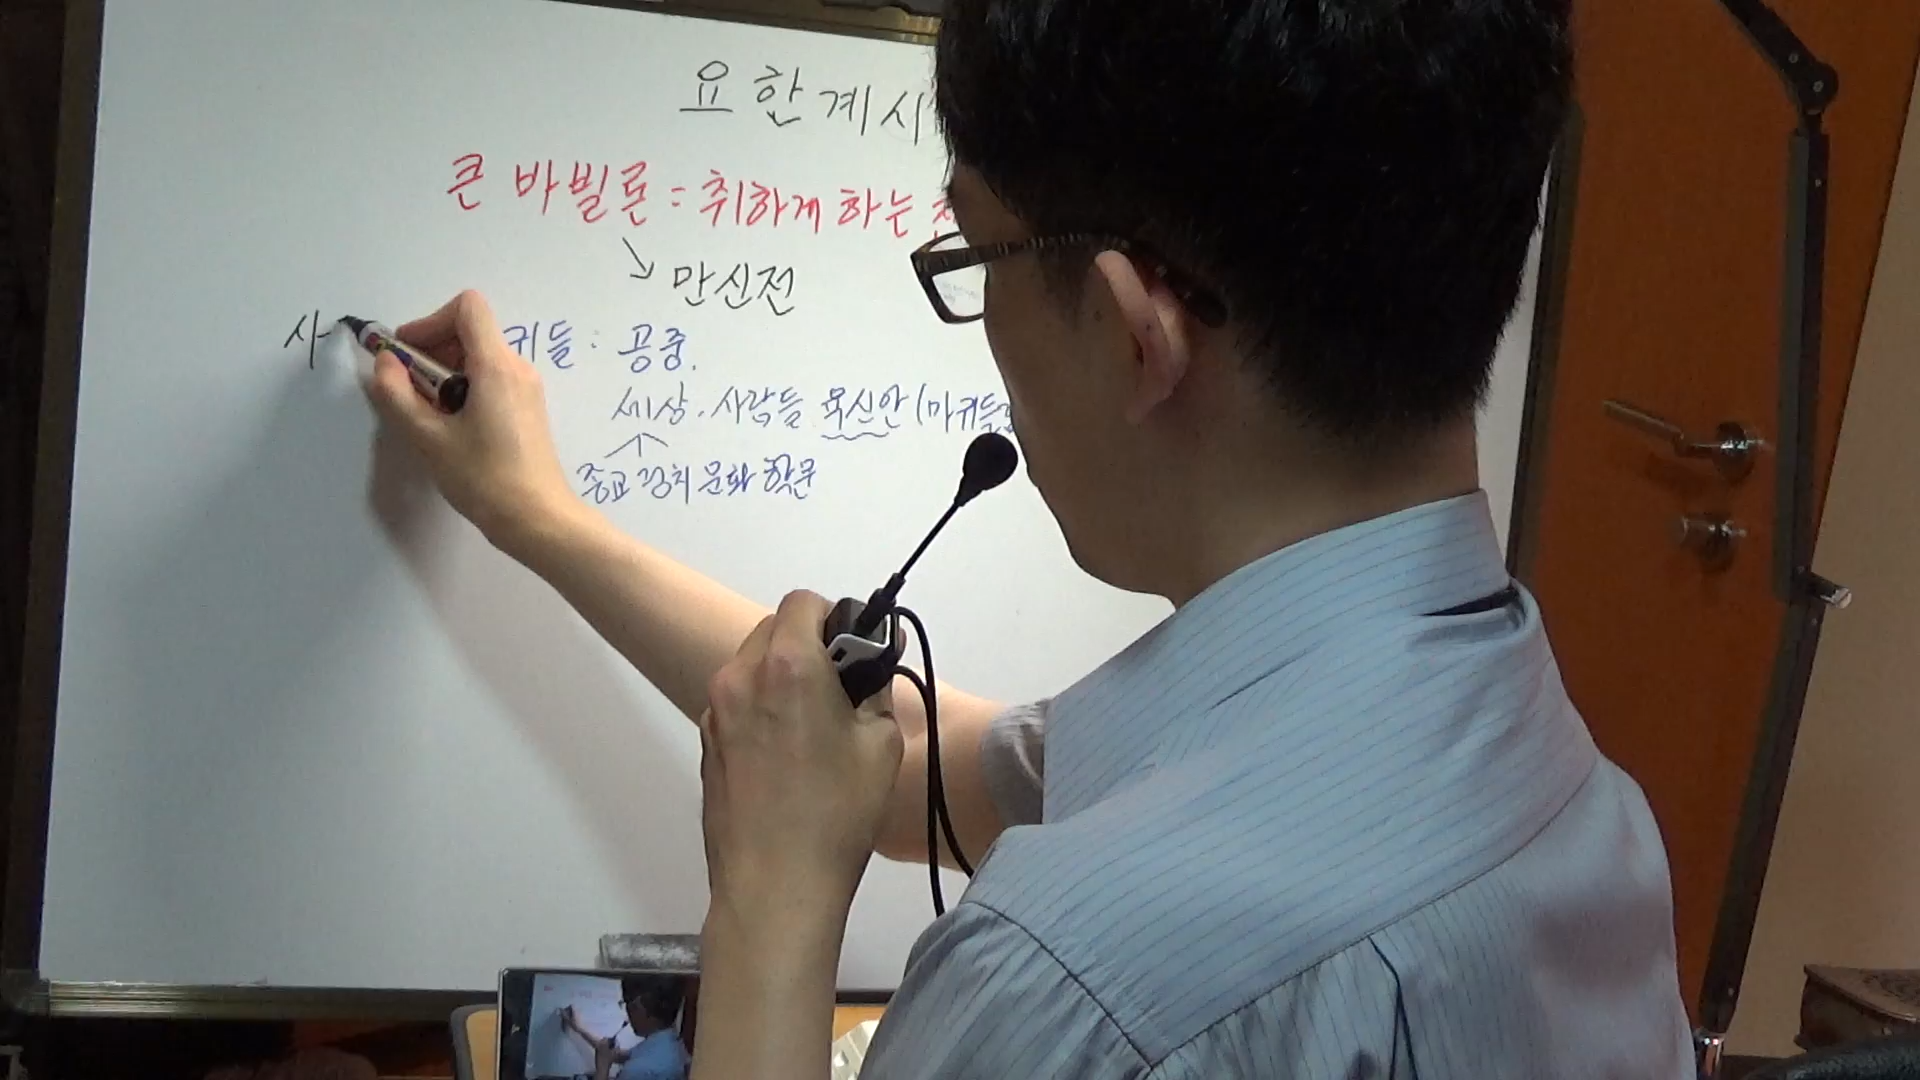 요한계시
큰 바빌론 = 취하게 하는
↘ 만신전
사 귀들 : 공중.
세상. 사람들 육신안 (마귀들
종교 정치 문화 학문